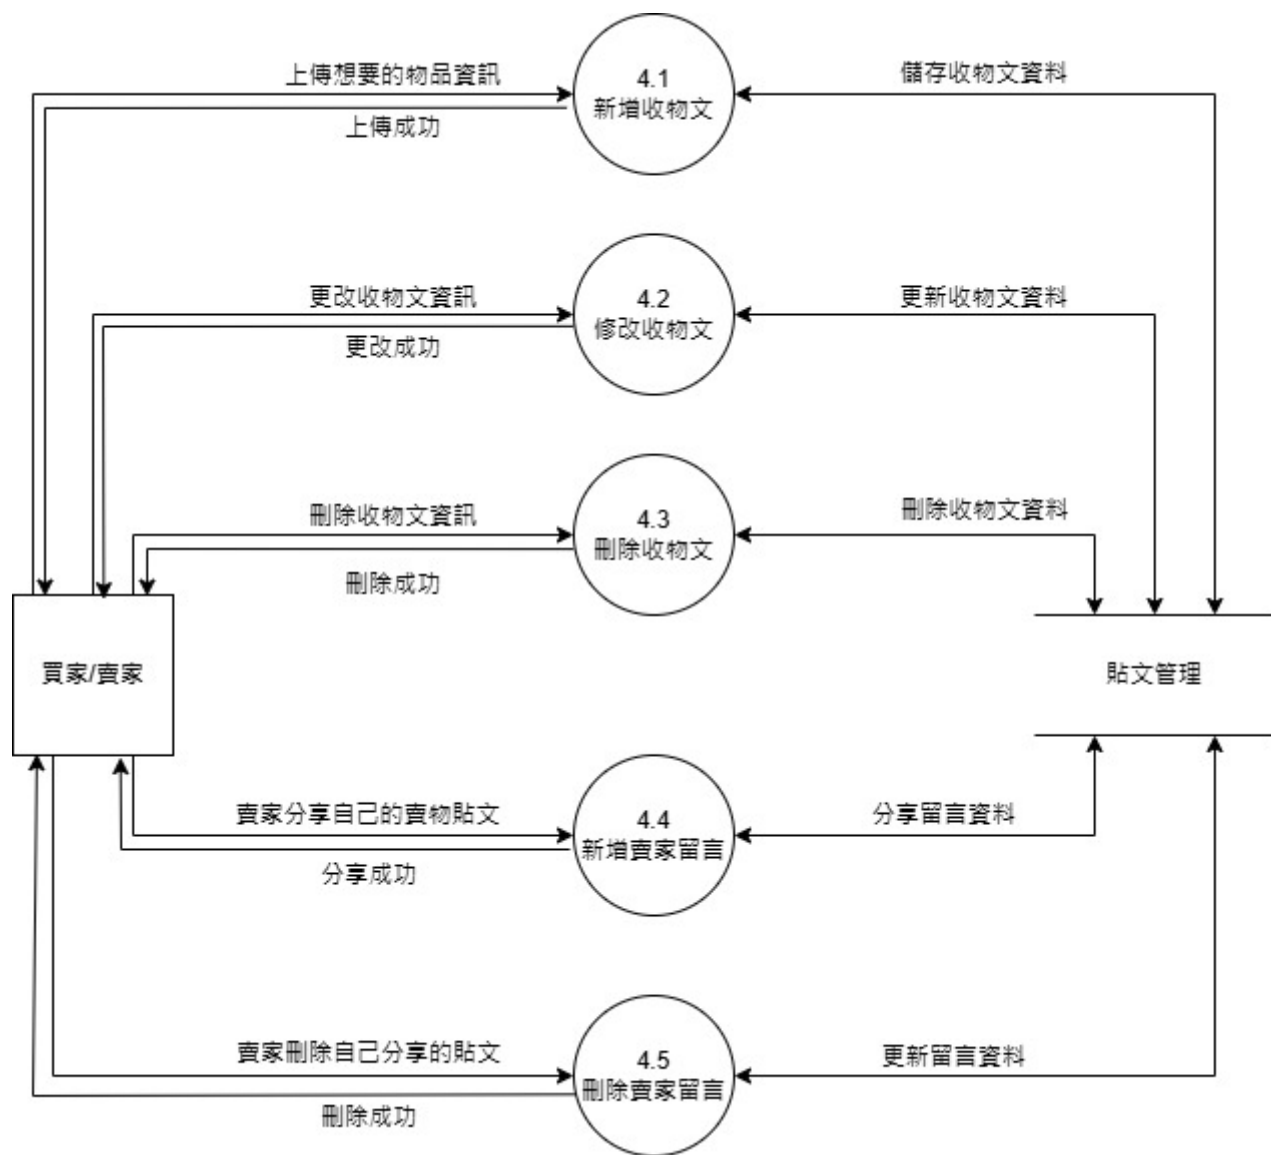 上傳想要的物品資訊
上傳成功
4.1
新增收物文
儲存收物文資料
更改收物文資訊
更改成功
4.2
修改收物文
更新收物文資料
刪除收物文資訊
刪除成功
4.3
刪除收物文
刪除收物文資料
買家/賣家
貼文管理
賣家分享自己的賣物貼文
分享成功
4.4
新增賣家留言
分享留言資料
賣家刪除自己分享的貼文
刪除成功
4.5
刪除賣家留言
更新留言資料